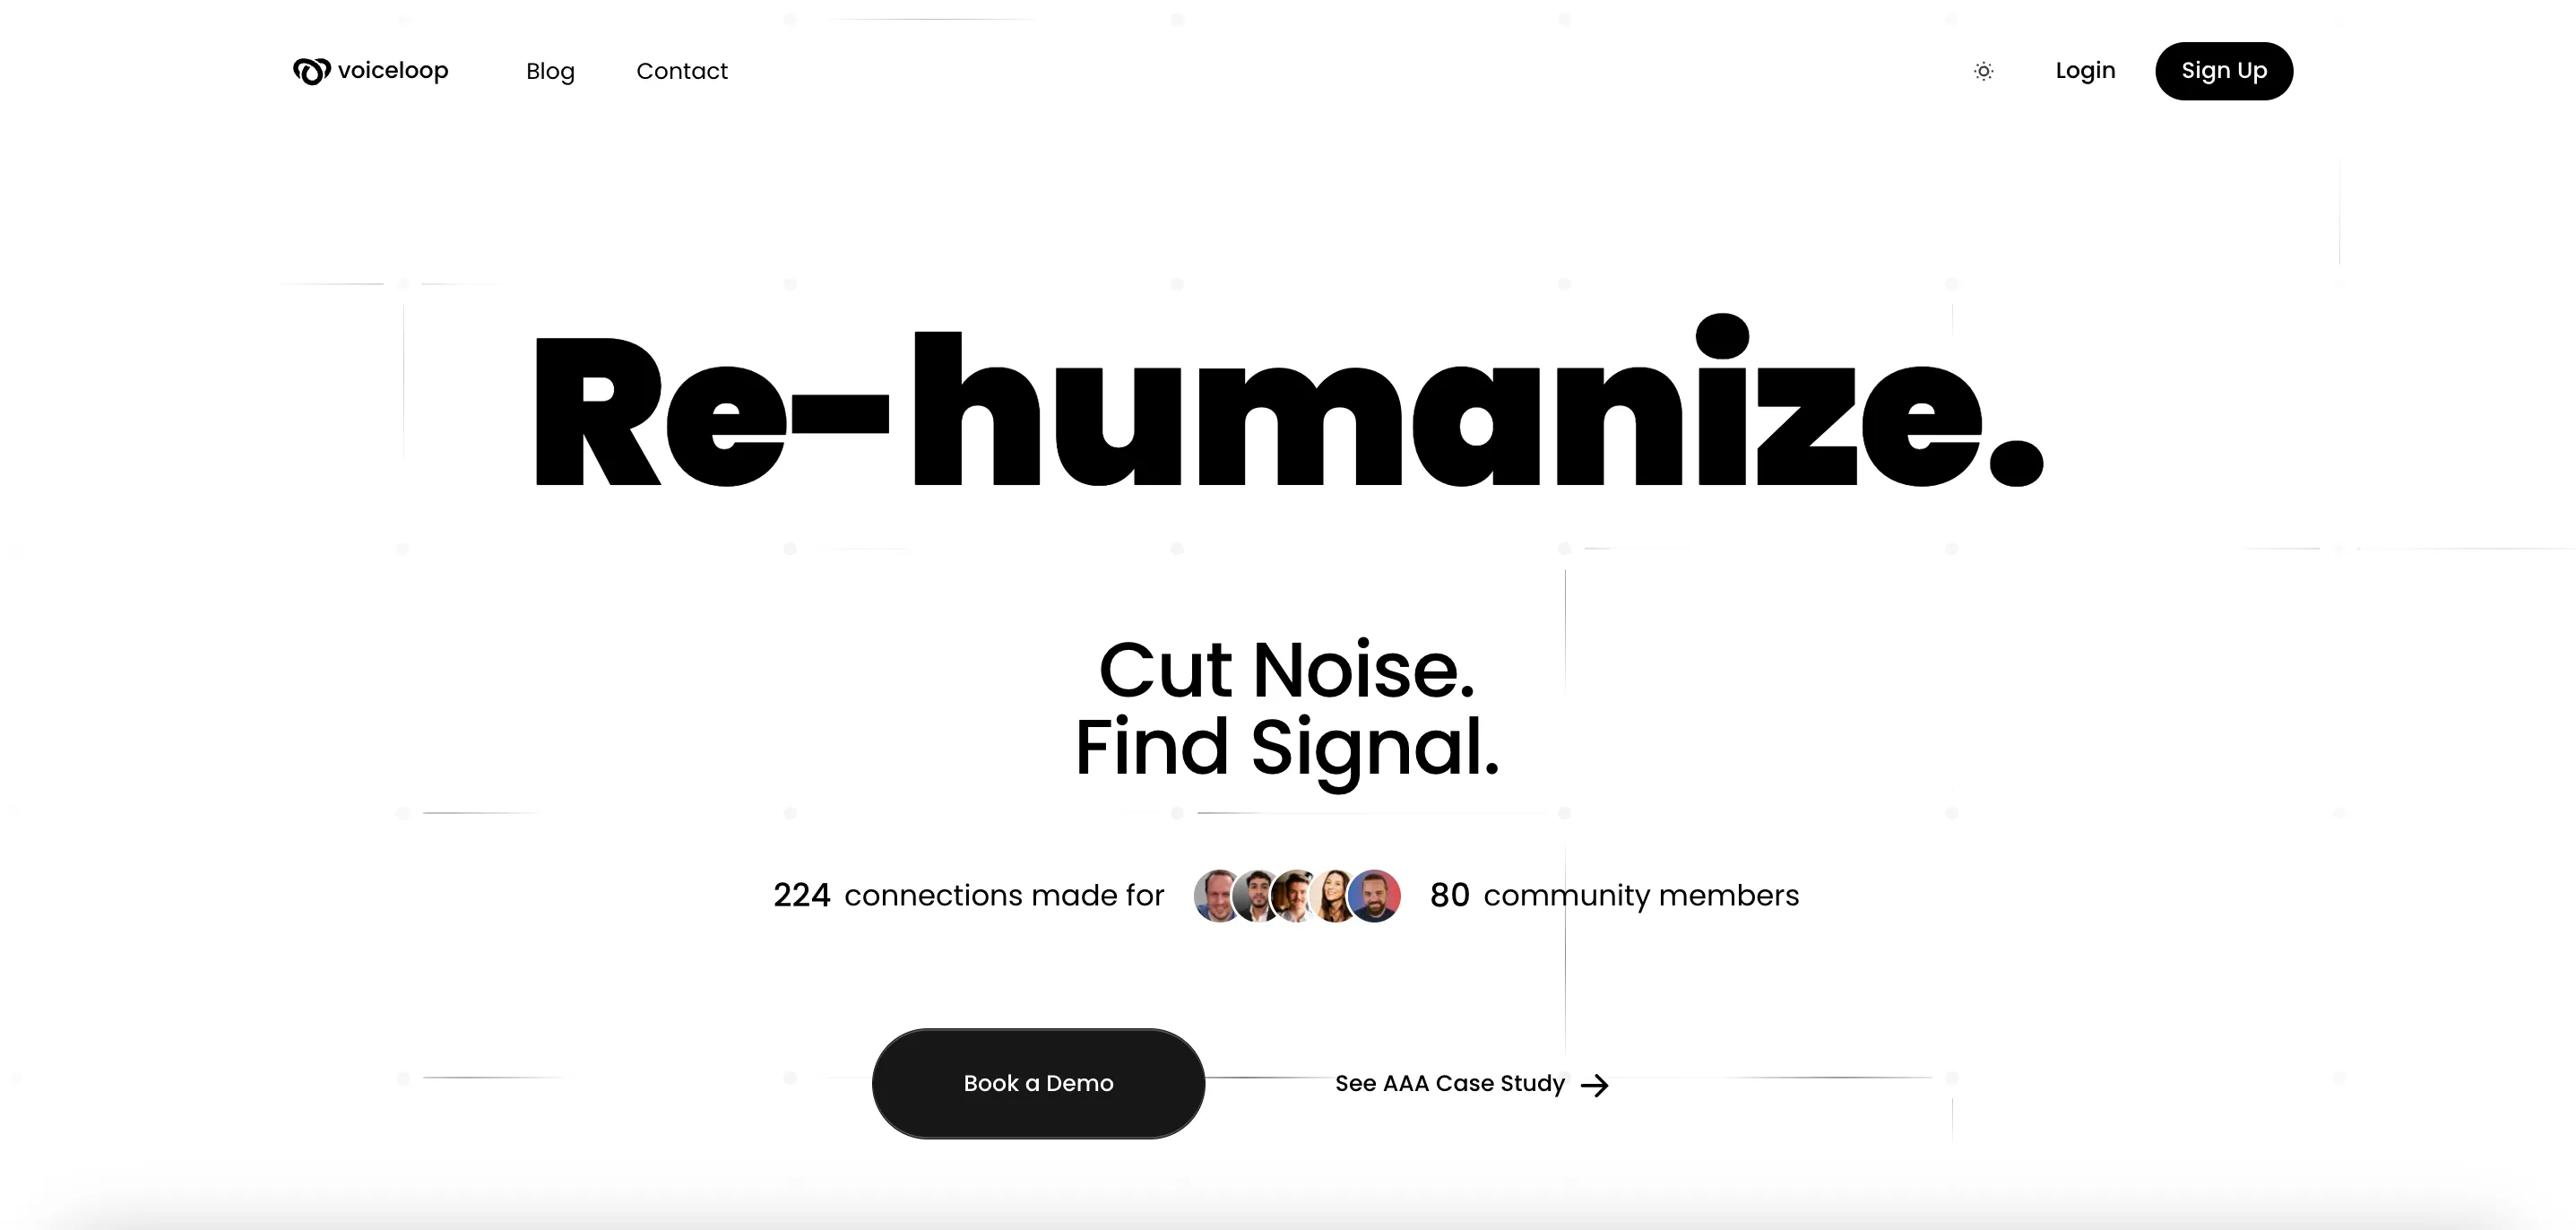 voiceloop Blog Contact Login Sign Up
Re-humanize.
Cut Noise.
Find Signal.
224 connections made for 80 community members
Book a Demo See AAA Case Study →